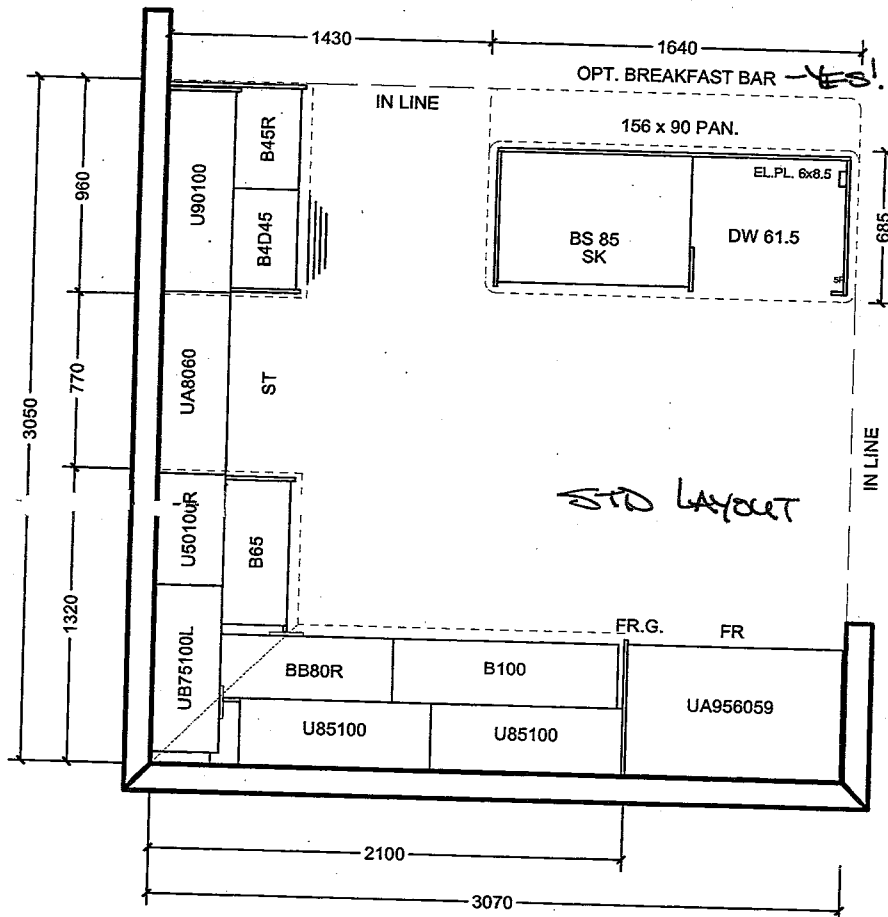 1430
1640
OPT. BREAKFAST BAR - YES!
IN LINE
156 x 90 PAN.
B45R
EL.PL. 6x8.5
960
U90100
685
B4D45
BS 85
SK
DW 61.5
3050
770
UA8060
ST
IN LINE
STD LAYOUT
B65
1320
FR.G.
FR
UB75100L
BB80R
B100
UA956059
U85100
U85100
2100
3070